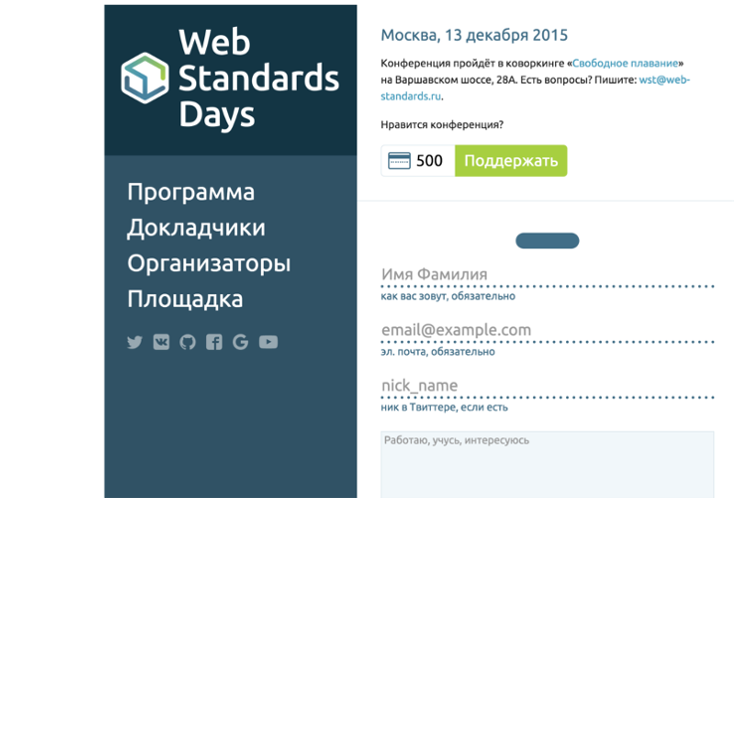 Web
Standards
Days
Программа
Докладчики
Организаторы
Площадка
Москва, 13 декабря 2015
Конференция пройдёт в коворкинге «Свободное плавание»
на Варшавском шоссе, 28А. Есть вопросы? Пишите: wst@web-
standards.ru.
Нравится конференция?
500 Поддержать
Имя Фамилия
как вас зовут, обязательно
email@example.com
эл. почта, обязательно
nick_name
ник в Твиттере, если есть
Работаю, учусь, интересуюсь